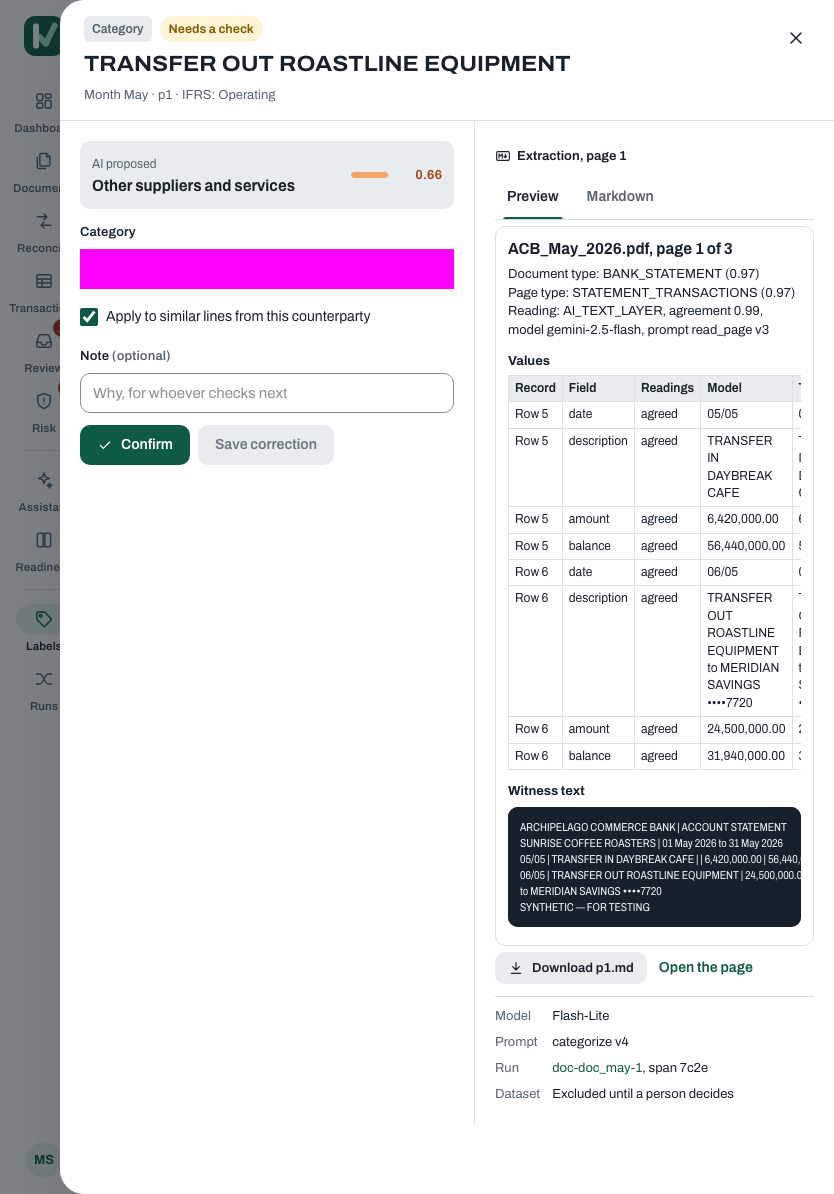 Category
Needs a check
TRANSFER OUT ROASTLINE EQUIPMENT
Month May · p1 · IFRS: Operating
Dashboa
Docume
Reconci
Transacti
Review
Risk
Assista
Readine
Labels
Runs
MS
AI proposed
Other suppliers and services
0.66
Category
Apply to similar lines from this counterparty
Note (optional)
Why, for whoever checks next
Confirm
Save correction
Extraction, page 1
Preview
Markdown
ACB_May_2026.pdf, page 1 of 3
Document type: BANK_STATEMENT (0.97)
Page type: STATEMENT_TRANSACTIONS (0.97)
Reading: AI_TEXT_LAYER, agreement 0.99,
model gemini-2.5-flash, prompt read_page v3
Values
Record Field Readings Model
Row 5 date agreed 05/05
Row 5 description agreed TRANSFER
IN
DAYBREAK
CAFE
Row 5 amount agreed 6,420,000.00
Row 5 balance agreed 56,440,000.00
Row 6 date agreed 06/05
Row 6 description agreed TRANSFER
OUT
ROASTLINE
EQUIPMENT
to MERIDIAN
SAVINGS
••••7720
Row 6 amount agreed 24,500,000.00
Row 6 balance agreed 31,940,000.00
Witness text
ARCHIPELAGO COMMERCE BANK | ACCOUNT STATEMENT
SUNRISE COFFEE ROASTERS | 01 May 2026 to 31 May 2026
05/05 | TRANSFER IN DAYBREAK CAFE | | 6,420,000.00 | 56,440,
06/05 | TRANSFER OUT ROASTLINE EQUIPMENT | 24,500,000.0
to MERIDIAN SAVINGS ••••7720
SYNTHETIC — FOR TESTING
Download p1.md
Open the page
Model Flash-Lite
Prompt categorize v4
Run doc-doc_may-1, span 7c2e
Dataset Excluded until a person decides